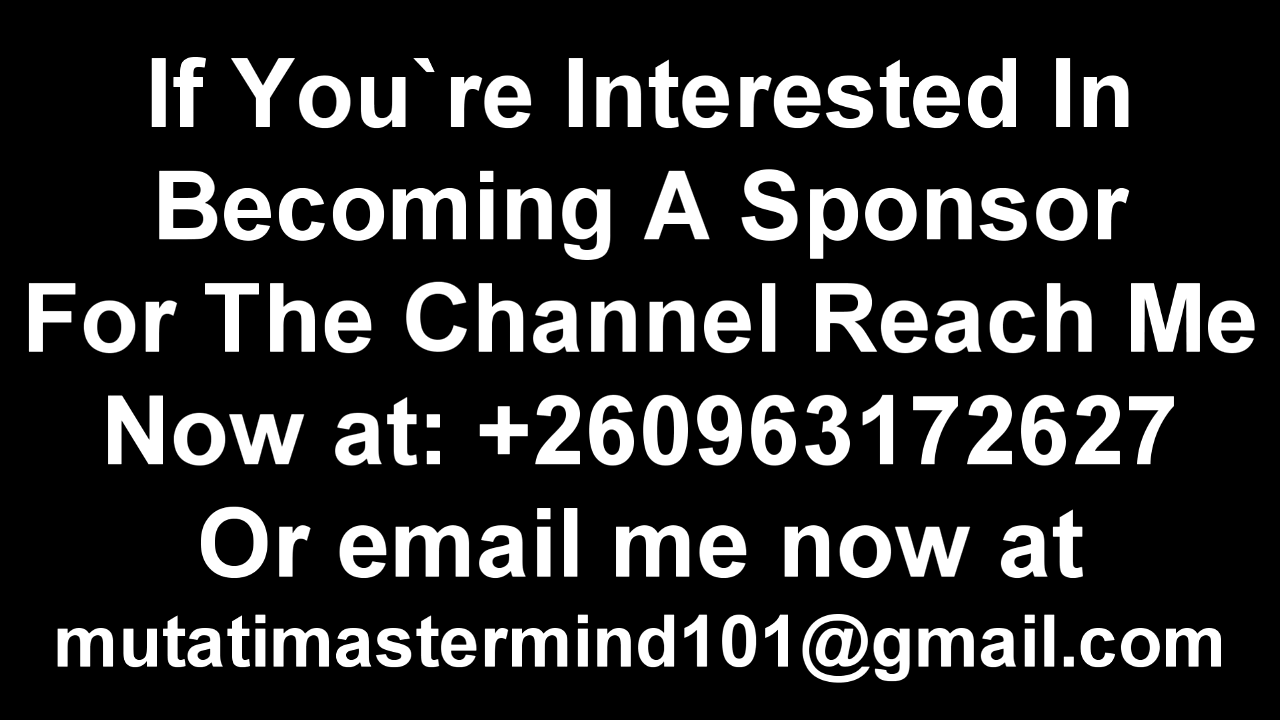 If You`re Interested In
Becoming A Sponsor
For The Channel Reach Me
Now at: +260963172627
Or email me now at
mutatimastermind101@gmail.com